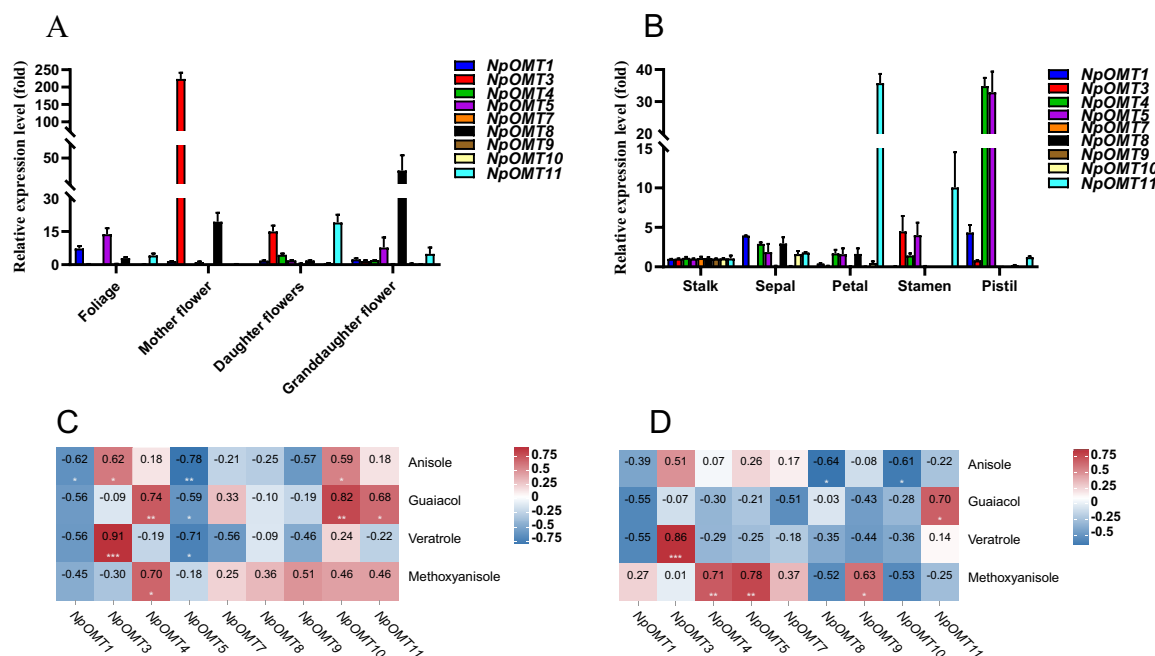 A
Relative expression level (fold)
250
200
150
100
50
30
15
0
Foliage
Mother flower
Daughter flowers
Granddaughter flower
NpOMT1
NpOMT3
NpOMT4
NpOMT5
NpOMT7
NpOMT8
NpOMT9
NpOMT10
NpOMT11
B
Relative expression level (fold)
40
30
20
10
5
0
Stalk
Sepal
Petal
Stamen
Pistil
NpOMT1
NpOMT3
NpOMT4
NpOMT5
NpOMT7
NpOMT8
NpOMT9
NpOMT10
NpOMT11
C
-0.62 0.62 0.18 -0.78 -0.21 -0.25 -0.57 0.59 0.18 Anisole
* * ** *
-0.56 -0.09 0.74 -0.59 0.33 -0.10 -0.19 0.82 0.68 Guaiacol
** * ** *
-0.56 0.91 -0.19 -0.71 -0.56 -0.09 -0.46 0.24 -0.22 Veratrole
*** *
-0.45 -0.30 0.70 -0.18 0.25 0.36 0.51 0.46 0.46 Methoxyanisole
*
NpOMT1
NpOMT3
NpOMT4
NpOMT5
NpOMT7
NpOMT8
NpOMT9
NpOMT10
NpOMT11
0.75
0.5
0.25
0
-0.25
-0.5
-0.75
D
-0.39 0.51 0.07 0.26 0.17 -0.64 -0.08 -0.61 -0.22 Anisole
* *
-0.55 -0.07 -0.30 -0.21 -0.51 -0.03 -0.43 -0.28 0.70 Guaiacol
*
-0.55 0.86 -0.29 -0.25 -0.18 -0.35 -0.44 -0.36 0.14 Veratrole
***
0.27 0.01 0.71 0.78 0.37 -0.52 0.63 -0.53 -0.25 Methoxyanisole
** ** *
NpOMT1
NpOMT3
NpOMT4
NpOMT5
NpOMT7
NpOMT8
NpOMT9
NpOMT10
NpOMT11
0.75
0.5
0.25
0
-0.25
-0.5